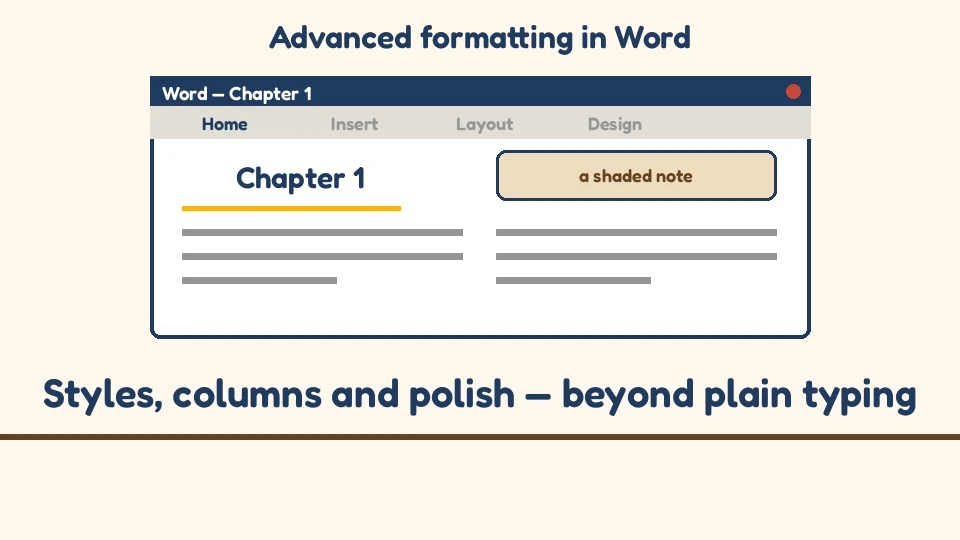 Advanced formatting in Word
Word — Chapter 1
Home Insert Layout Design
Chapter 1
a shaded note
Styles, columns and polish — beyond plain typing